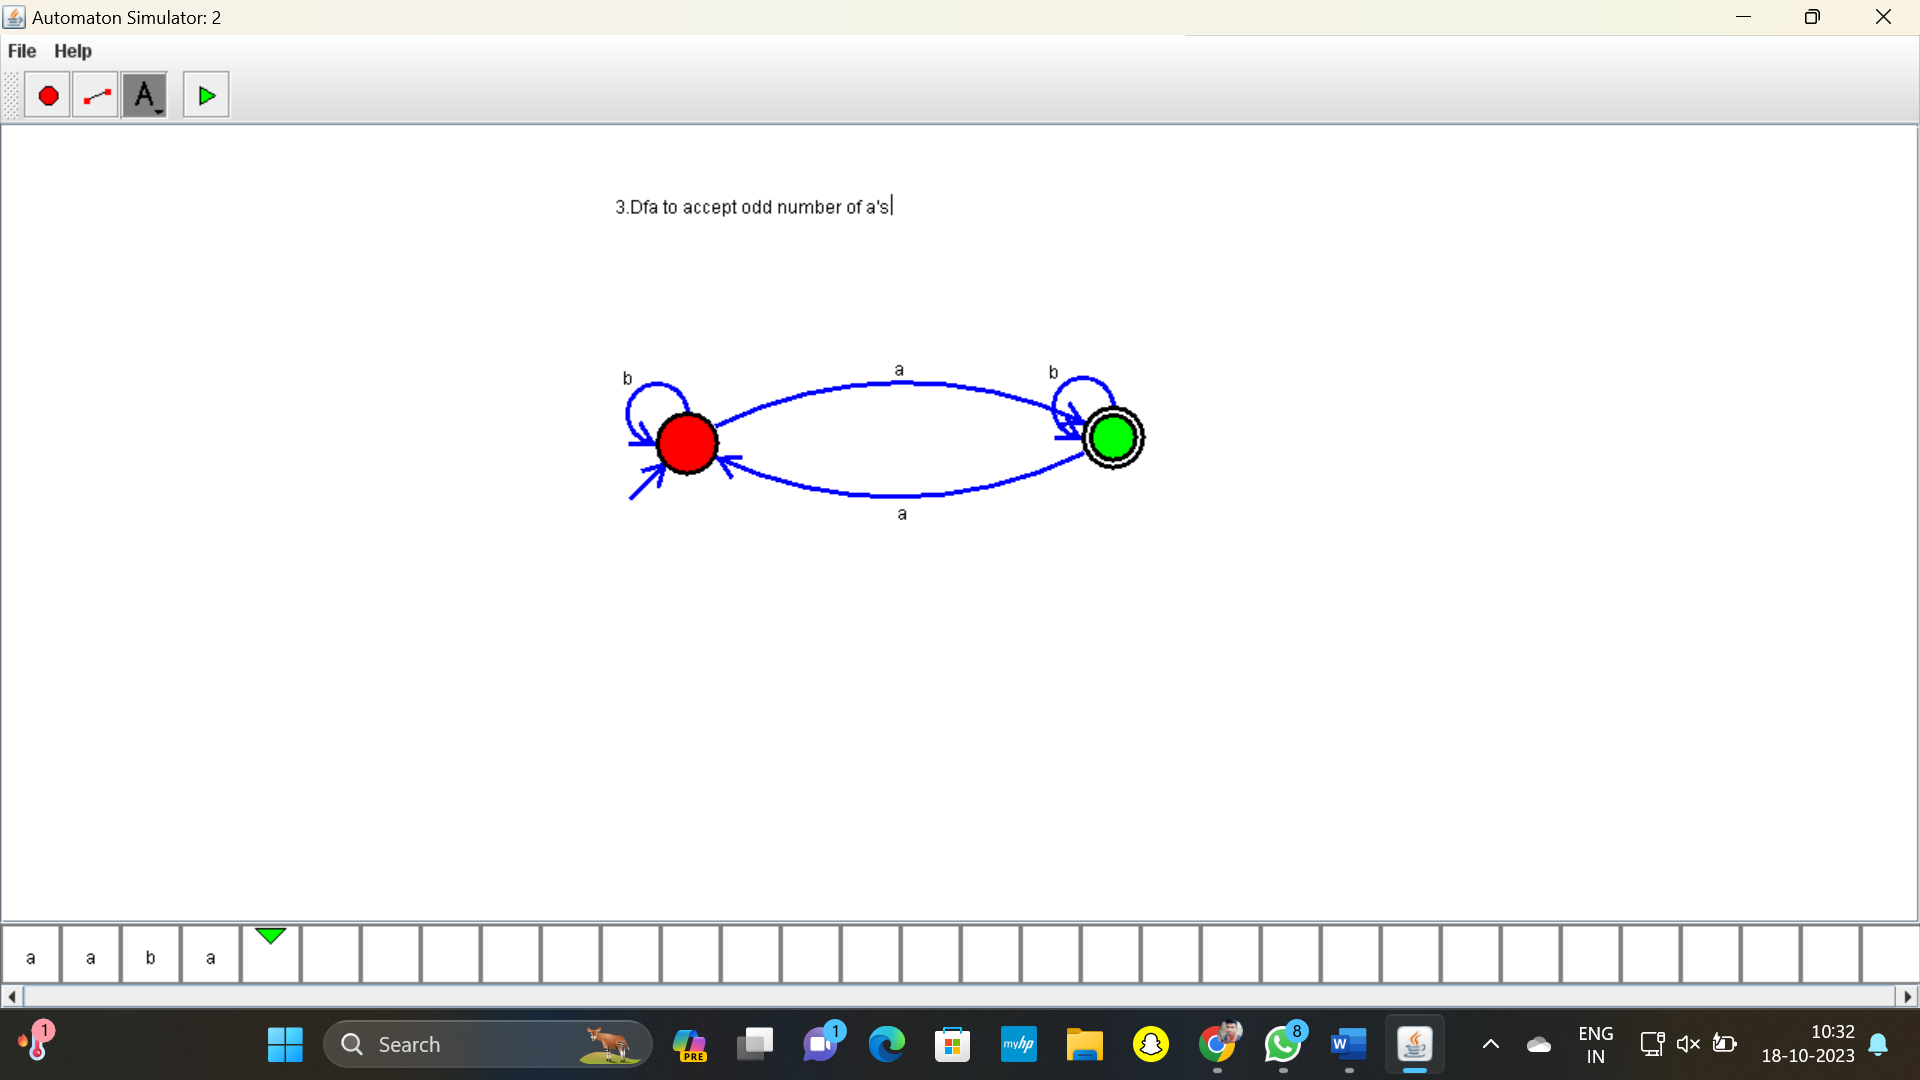 Automaton Simulator: 2
File Help
A
3.Dfa to accept odd number of a's
b a b
a
a a b a
1
Search
PRE
1
myhp
8
W
ENG
IN
10:32
18-10-2023